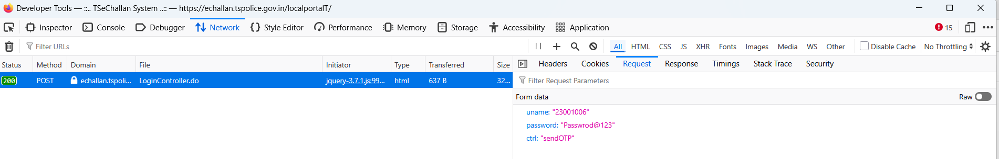 Developer Tools — ::.. TSeChallan System ..:: — https://echallan.tspolice.gov.in/localportalT/
Inspector Console Debugger Network Style Editor Performance Memory Storage Accessibility Application 15
Filter URLs All HTML CSS JS XHR Fonts Images Media WS Other Disable Cache No Throttling
Status Method Domain File Initiator Type Transferred Size
200 POST echallan.tspoli... LoginController.do jquery-3.7.1.js:99... html 637 B 32...
Headers Cookies Request Response Timings Stack Trace Security
Filter Request Parameters
Form data Raw
uname: "23001006"
password: "Passwrod@123"
ctrl: "sendOTP"